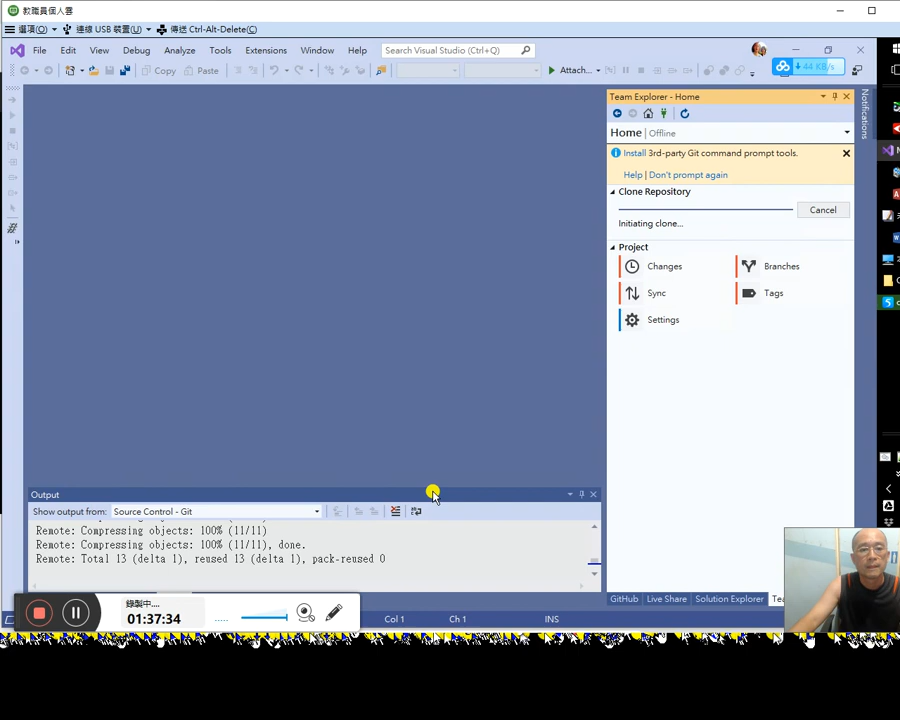 教職員個人雲
選項(O) 連線 USB 裝置(U) 傳送 Ctrl-Alt-Delete(C)
File Edit View Debug Analyze Tools Extensions Window Help Search Visual Studio (Ctrl+Q)
Copy Paste Attach... 44 KB/s
Team Explorer - Home
Home | Offline
Install 3rd-party Git command prompt tools.
Help | Don't prompt again
Clone Repository
Cancel
Initiating clone...
Project
Changes Branches
Sync Tags
Settings
Notifications
Output
Show output from: Source Control - Git
Remote: Compressing objects: 100% (11/11)
Remote: Compressing objects: 100% (11/11), done.
Remote: Total 13 (delta 1), reused 13 (delta 1), pack-reused 0
GitHub Live Share Solution Explorer
錄製中....
01:37:34
Col 1 Ch 1 INS